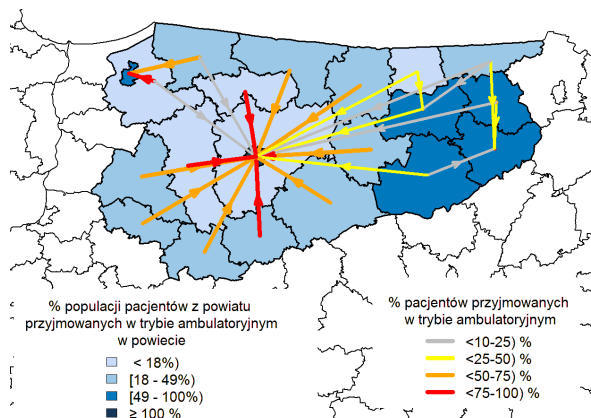 % populacji pacjentów z powiatu
przyjmowanych w trybie ambulatoryjnym
w powiecie
< 18%)
[18 - 49%)
[49 - 100%)
≥ 100 %
% pacjentów przyjmowanych
w trybie ambulatoryjnym
<10-25) %
<25-50) %
<50-75) %
<75-100) %